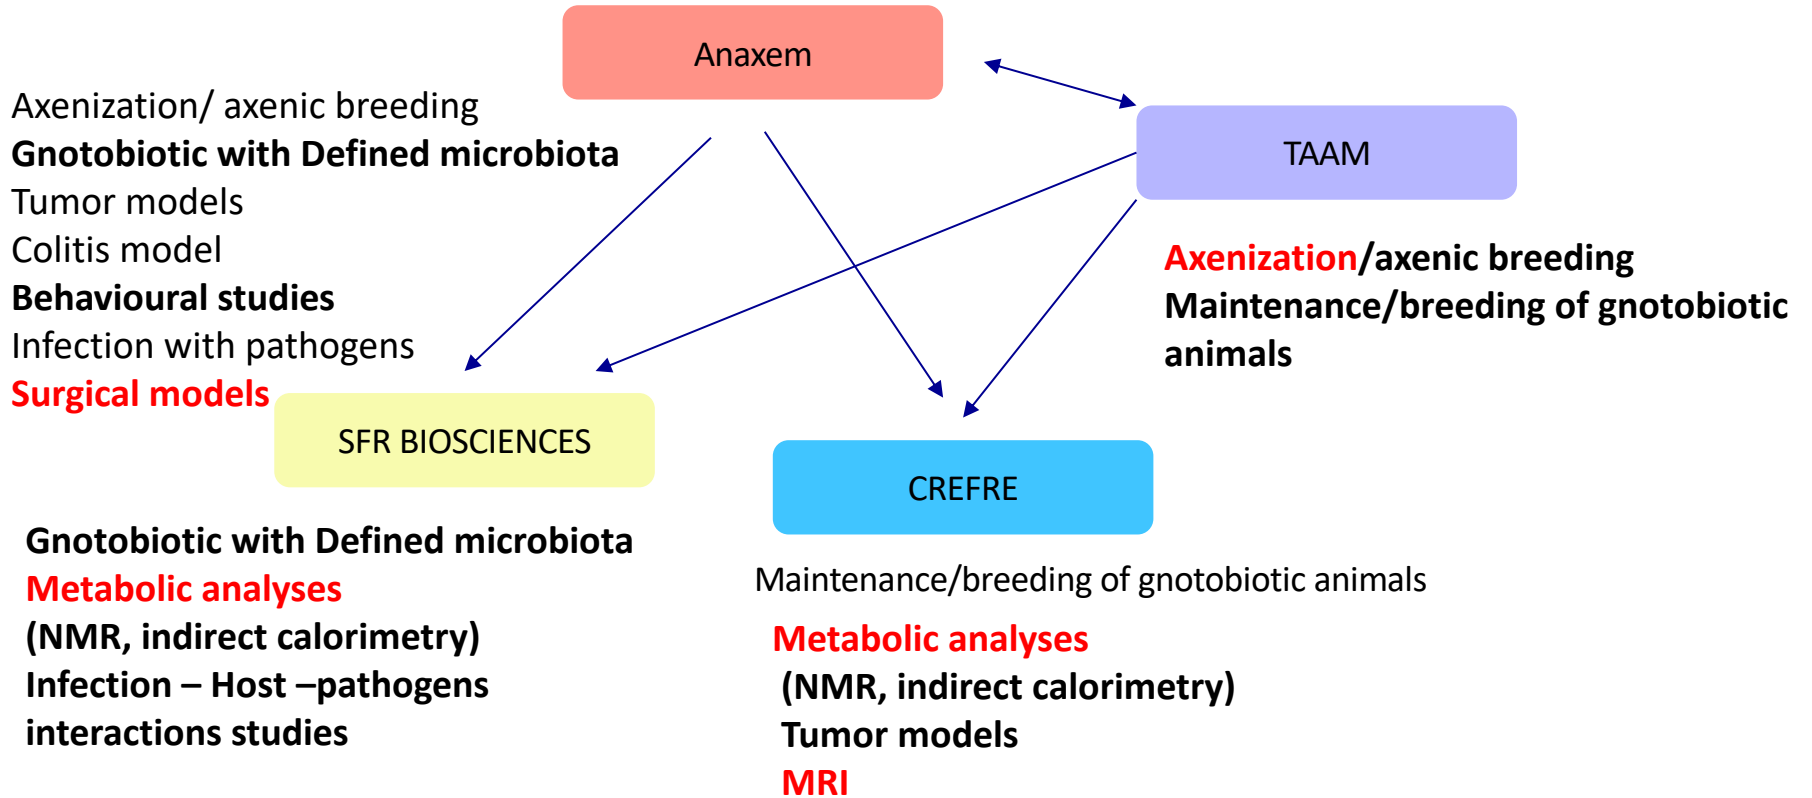 Anaxem
Axenization/ axenic breeding
Gnotobiotic with Defined microbiota
Tumor models
Colitis model
Behavioural studies
Infection with pathogens
Surgical models
TAAM
Axenization/axenic breeding
Maintenance/breeding of gnotobiotic
animals
SFR BIOSCIENCES
Gnotobiotic with Defined microbiota
Metabolic analyses
(NMR, indirect calorimetry)
Infection – Host –pathogens
interactions studies
CREFRE
Maintenance/breeding of gnotobiotic animals
Metabolic analyses
(NMR, indirect calorimetry)
Tumor models
MRI